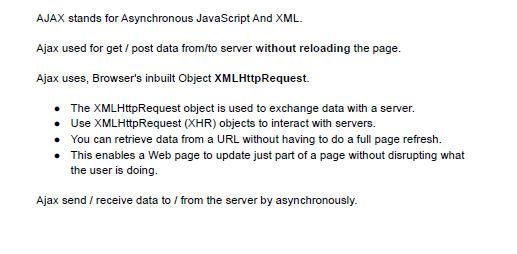 AJAX stands for Asynchronous JavaScript And XML.
Ajax used for get / post data from/to server without reloading the page.
Ajax uses, Browser's inbuilt Object XMLHttpRequest.
● The XMLHttpRequest object is used to exchange data with a server.
● Use XMLHttpRequest (XHR) objects to interact with servers.
● You can retrieve data from a URL without having to do a full page refresh.
● This enables a Web page to update just part of a page without disrupting what
the user is doing.
Ajax send / receive data to / from the server by asynchronously.